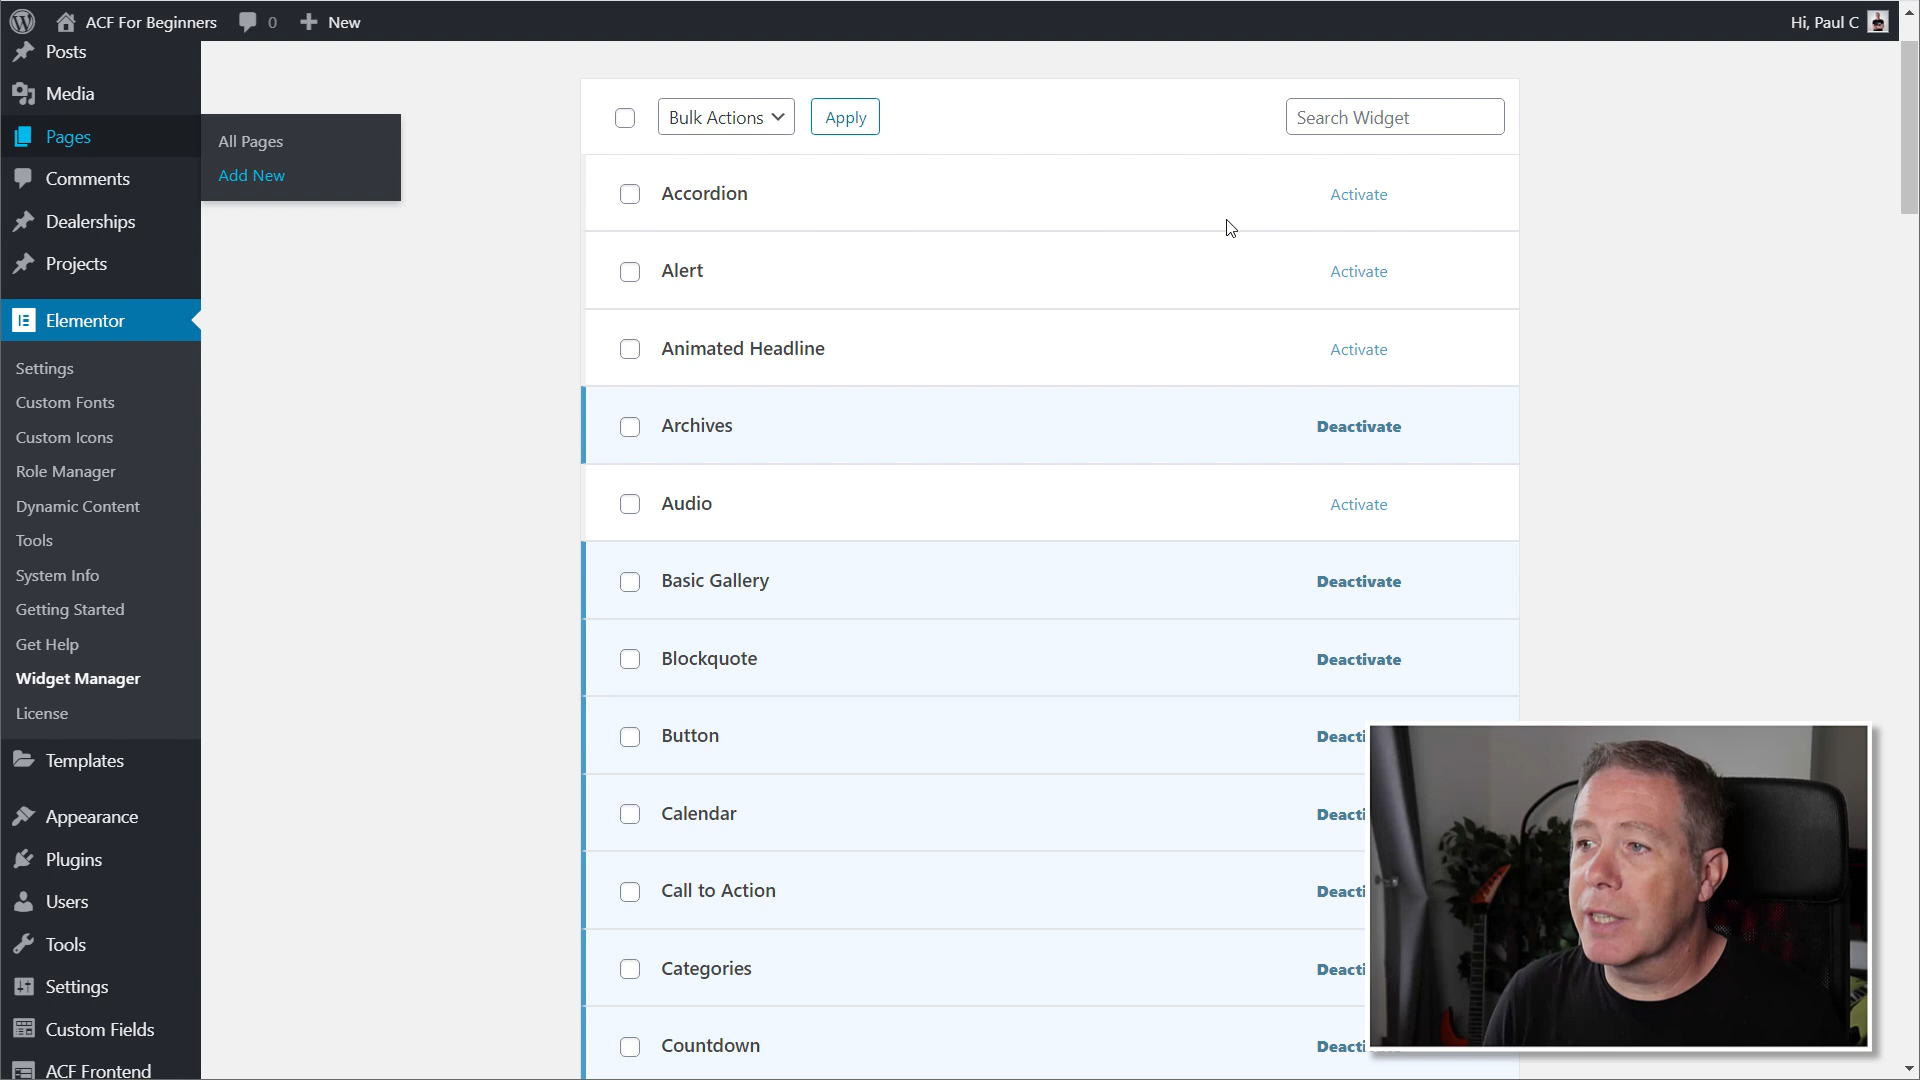 ACF For Beginners
0
New
Hi, Paul C
Posts
Media
Pages
All Pages
Add New
Comments
Dealerships
Projects
Elementor
Settings
Custom Fonts
Custom Icons
Role Manager
Dynamic Content
Tools
System Info
Getting Started
Get Help
Widget Manager
License
Templates
Appearance
Plugins
Users
Tools
Settings
Custom Fields
ACF Frontend
Bulk Actions
Apply
Search Widget
Accordion Activate
Alert Activate
Animated Headline Activate
Archives Deactivate
Audio Activate
Basic Gallery Deactivate
Blockquote Deactivate
Button Deacti
Calendar Deacti
Call to Action Deacti
Categories Deacti
Countdown Deacti